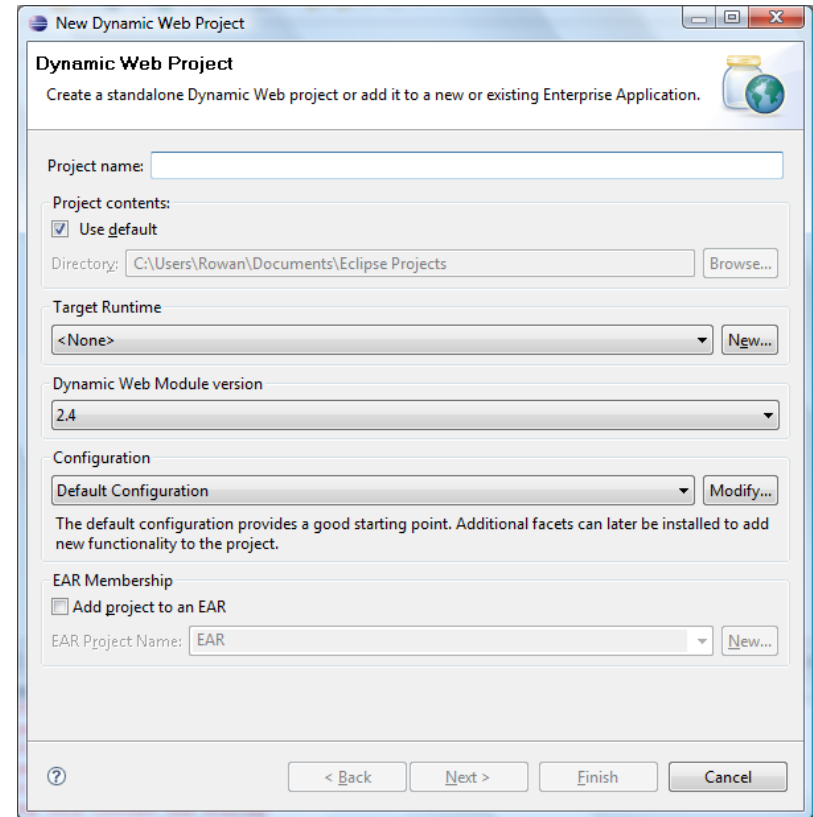 New Dynamic Web Project
Dynamic Web Project
Create a standalone Dynamic Web project or add it to a new or existing Enterprise Application.
Project name:
Project contents:
Use default
Directory: C:\Users\Rowan\Documents\Eclipse Projects Browse...
Target Runtime
<None> New...
Dynamic Web Module version
2.4
Configuration
Default Configuration Modify...
The default configuration provides a good starting point. Additional facets can later be installed to add
new functionality to the project.
EAR Membership
Add project to an EAR
EAR Project Name: EAR New...
? < Back Next > Finish Cancel